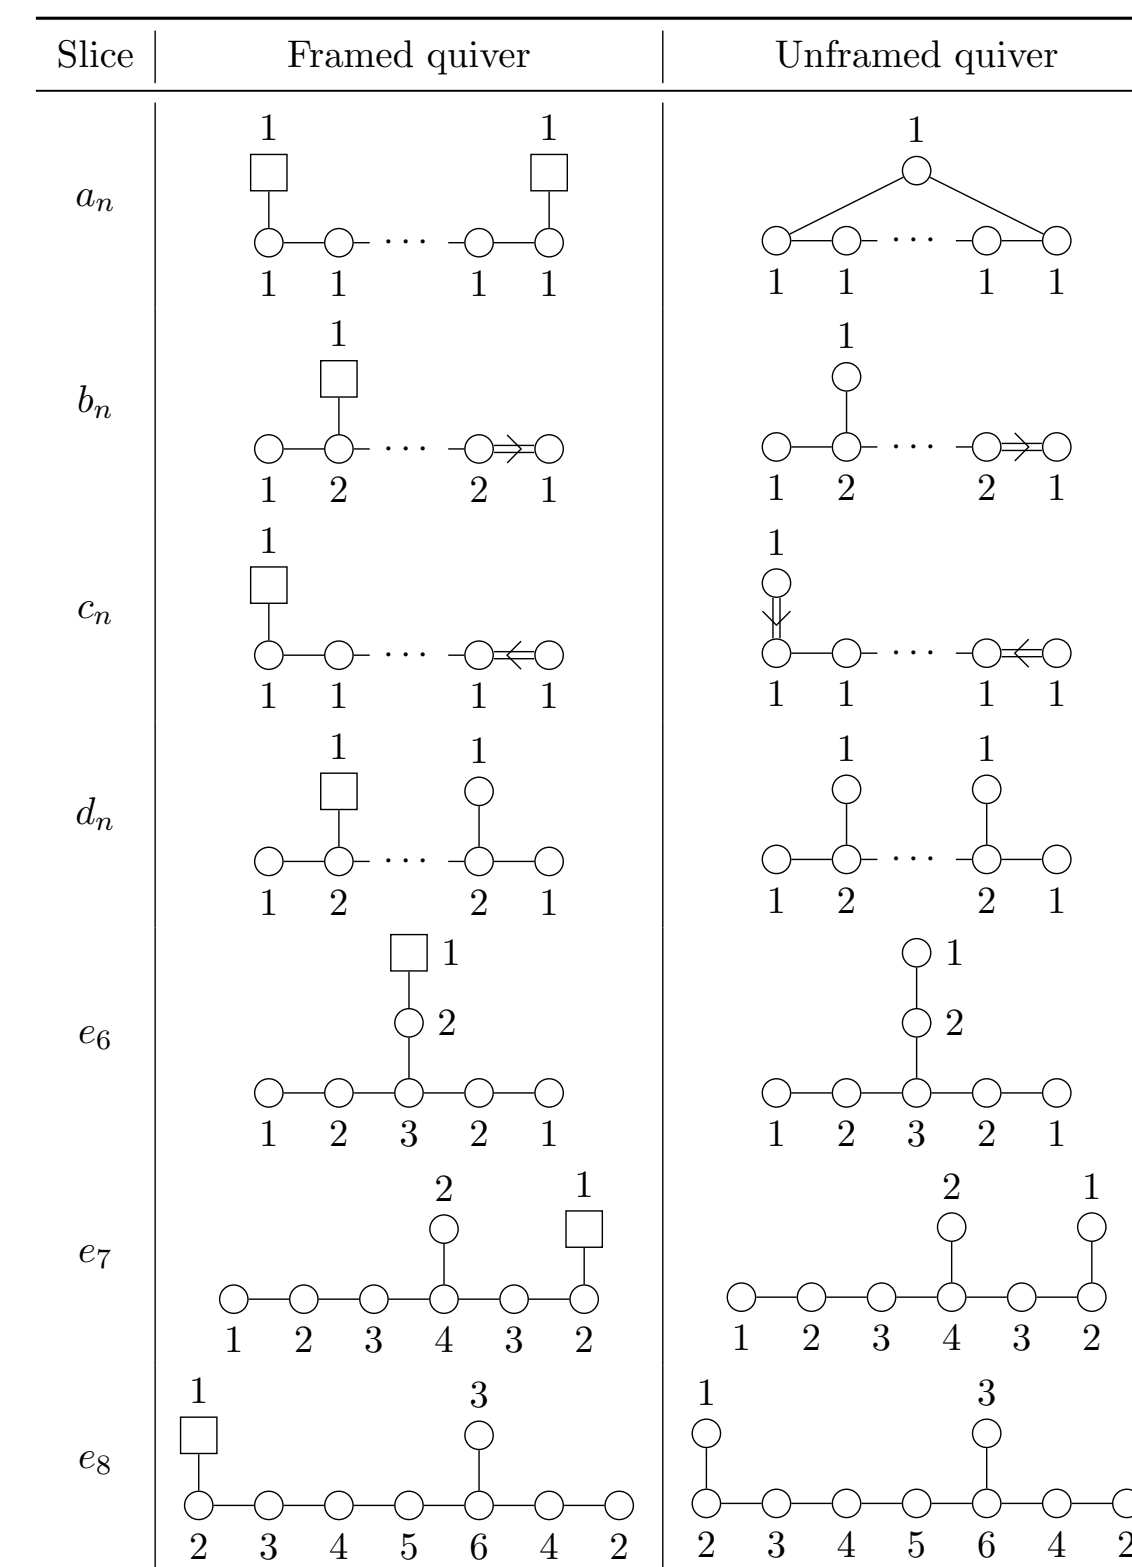 Slice Framed quiver Unframed quiver
1 1 1
a_n
· · · · · ·
1 1 1 1 1 1 1 1
1 1
b_n
· · · · · ·
1 2 2 1 1 2 2 1
1 1
c_n
· · · · · ·
1 1 1 1 1 1 1 1
1 1 1 1
d_n
· · · · · ·
1 2 2 1 1 2 2 1
1 1
2 2
e_6
1 2 3 2 1 1 2 3 2 1
2 1 2 1
e_7
1 2 3 4 3 2 1 2 3 4 3 2
1 3 1 3
e_8
2 3 4 5 6 4 2 2 3 4 5 6 4 2